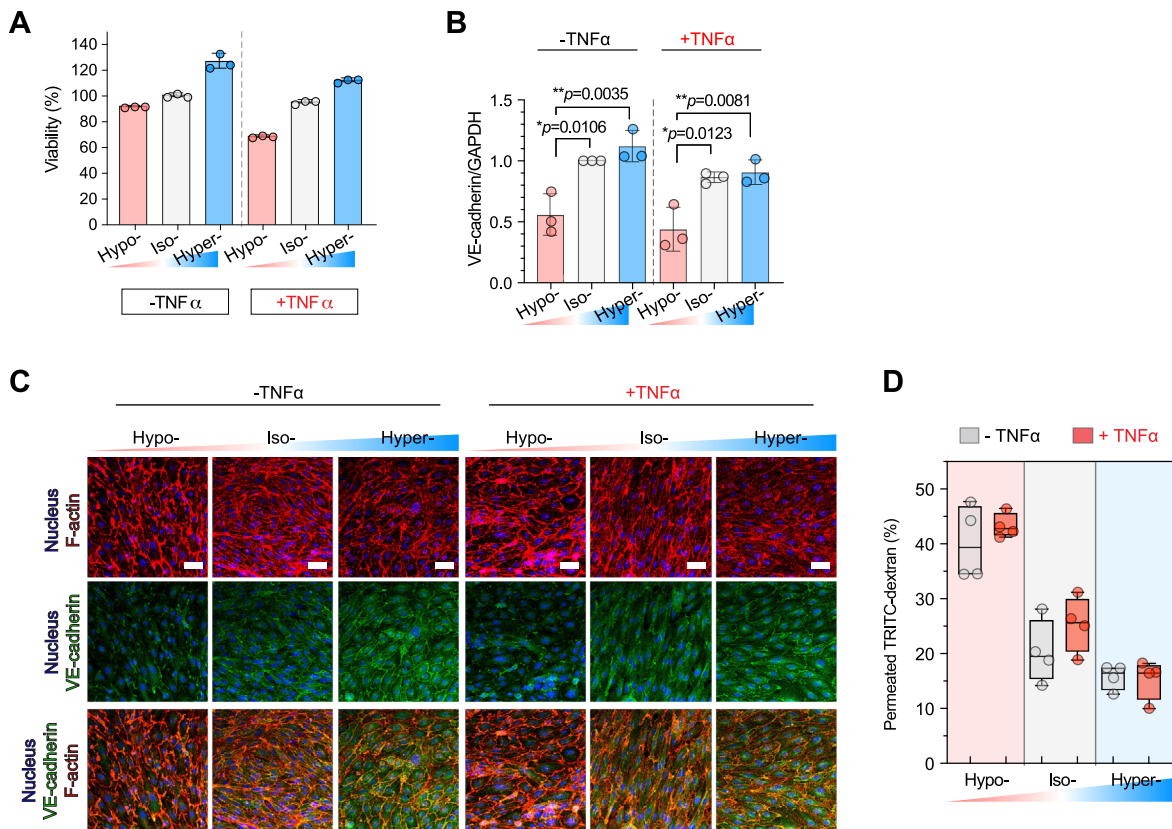 A
Viability (%)
140
120
100
80
60
40
20
0
Hypo- Iso- Hyper- Hypo- Iso- Hyper-
-TNF α +TNF α
B
-TNFα +TNFα
VE-cadherin/GAPDH
1.5
1.0
0.5
0.0
**p=0.0035
*p=0.0106
**p=0.0081
*p=0.0123
Hypo- Iso- Hyper- Hypo- Iso- Hyper-
C
-TNFα +TNFα
Hypo- Iso- Hyper- Hypo- Iso- Hyper-
Nucleus
F-actin
Nucleus
VE-cadherin
Nucleus
VE-cadherin
F-actin
D
- TNFα + TNFα
Permeated TRITC-dextran (%)
50
40
30
20
10
0
Hypo- Iso- Hyper-